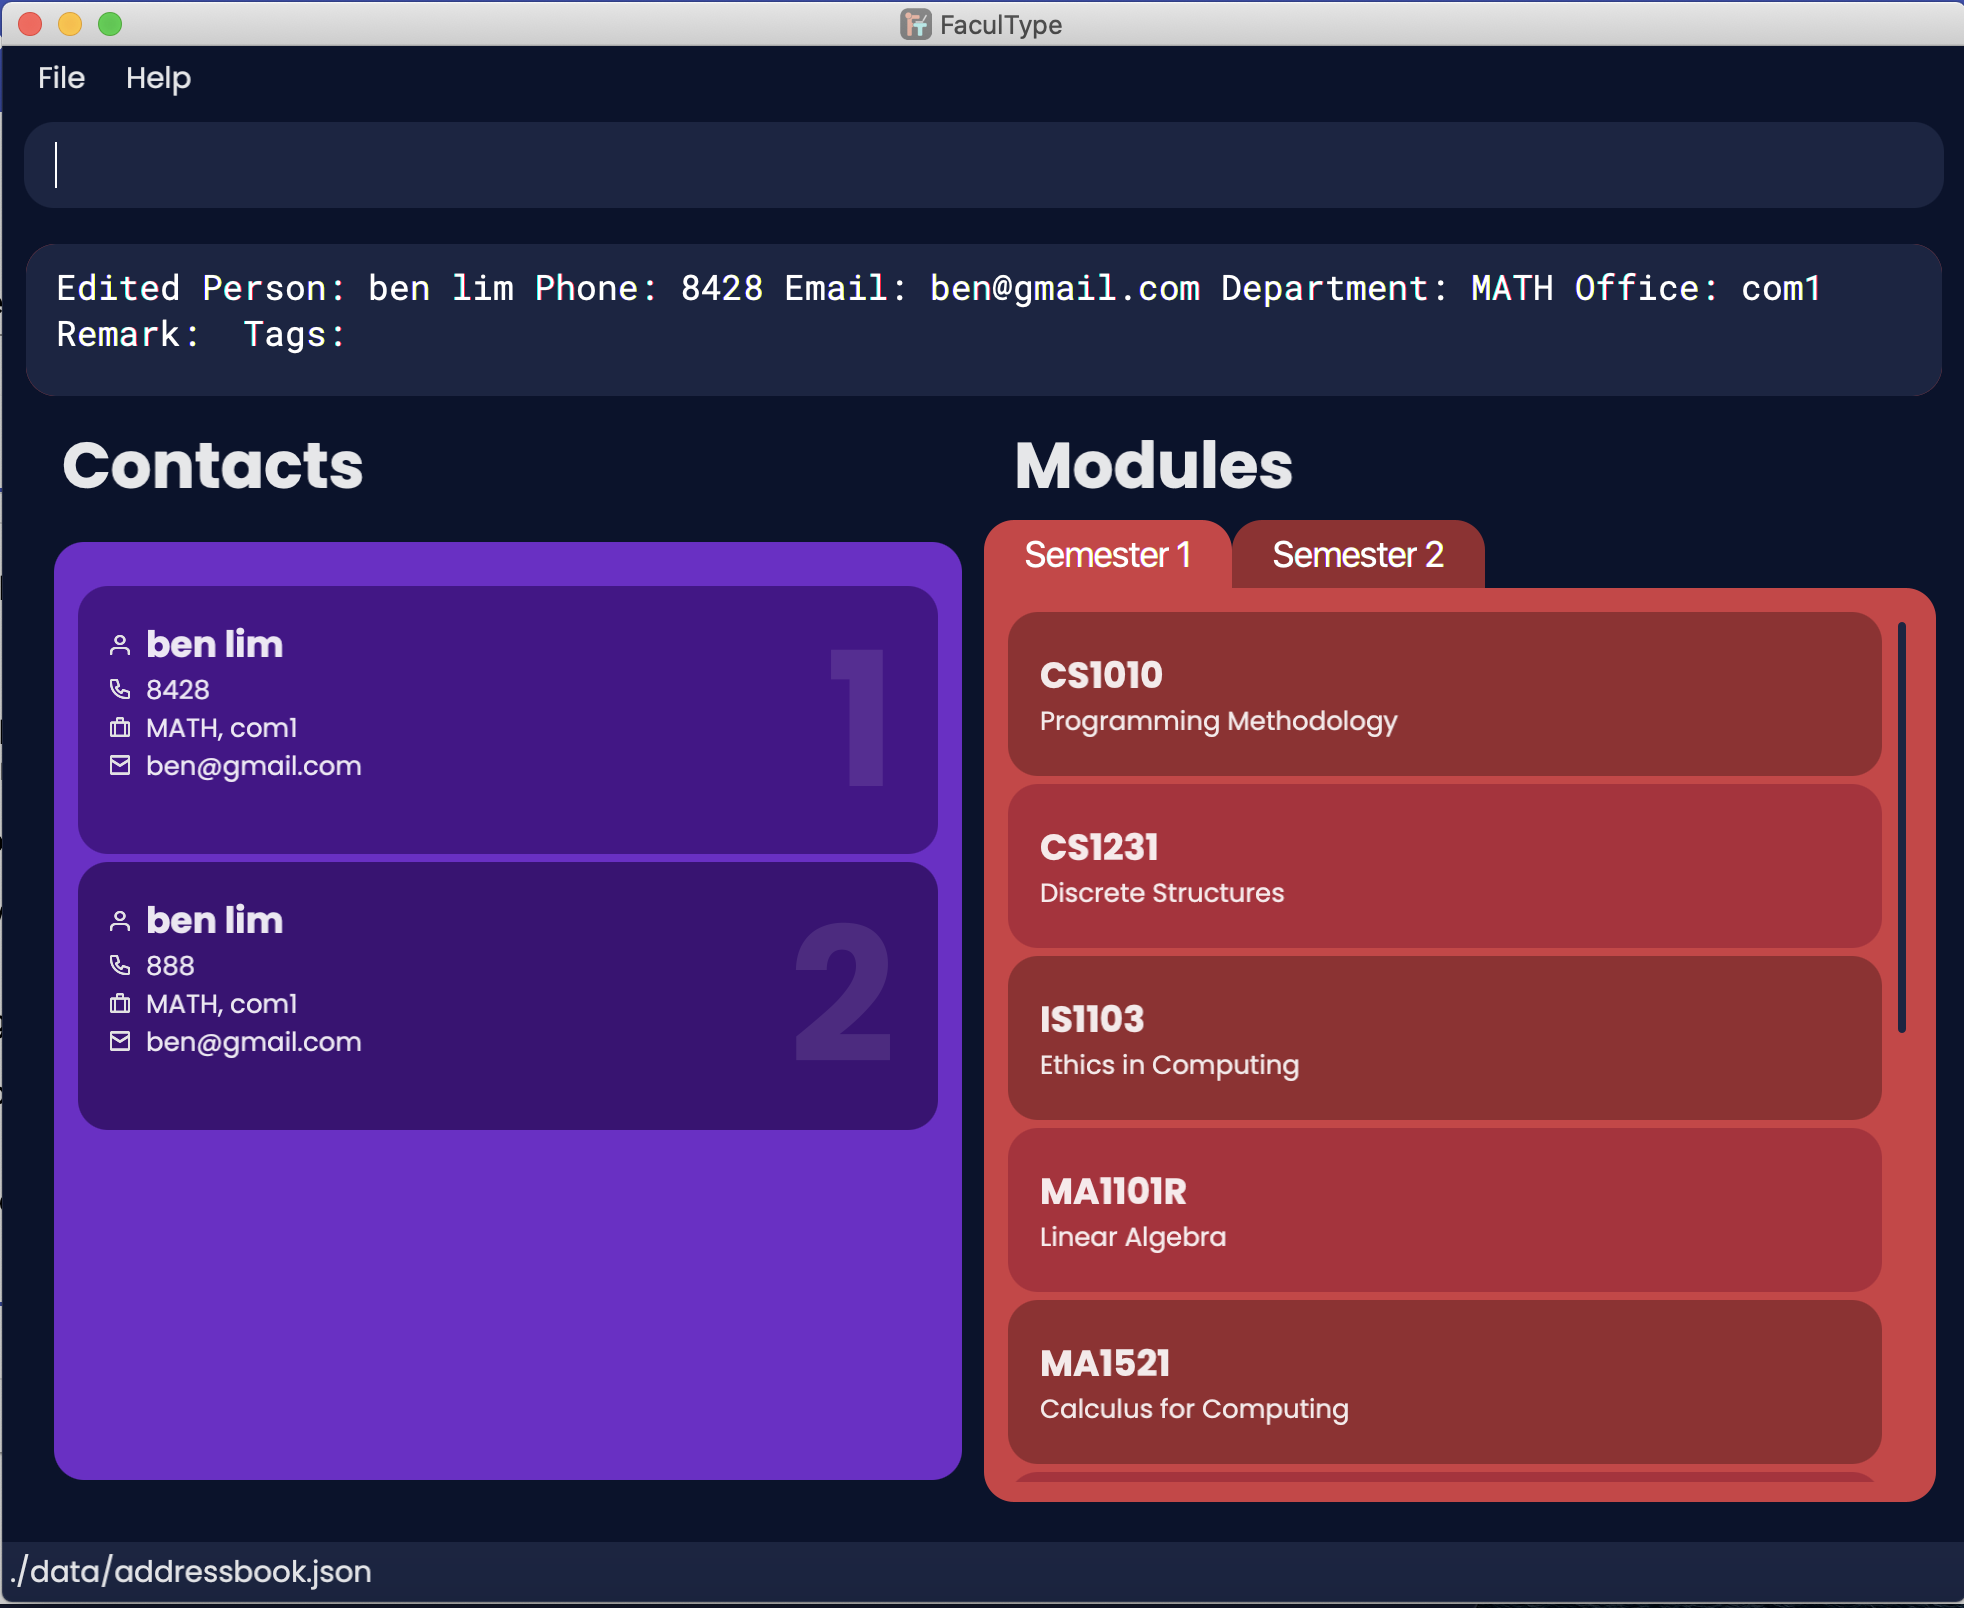 FaculType
File Help
Edited Person: ben lim Phone: 8428 Email: ben@gmail.com Department: MATH Office: com1
Remark:  Tags:
Contacts
ben lim
8428
MATH, com1
ben@gmail.com
1
ben lim
888
MATH, com1
ben@gmail.com
2
Modules
Semester 1 Semester 2
CS1010
Programming Methodology
CS1231
Discrete Structures
IS1103
Ethics in Computing
MA1101R
Linear Algebra
MA1521
Calculus for Computing
./data/addressbook.json